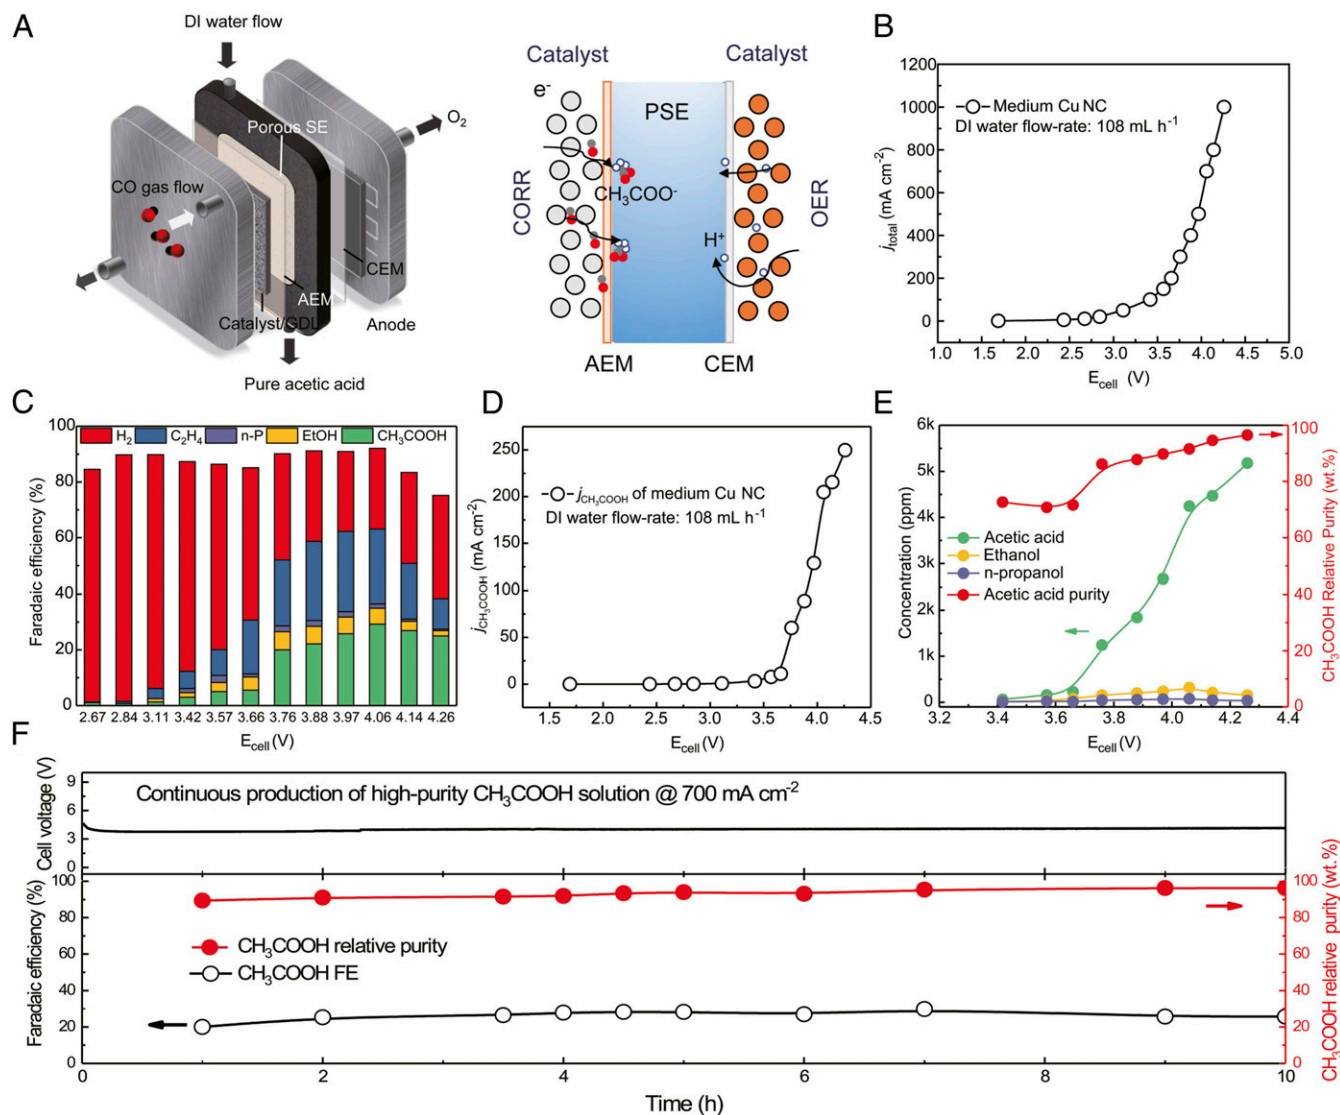 A
DI water flow
O₂
Porous SE
CO gas flow
CEM
AEM
Catalyst/GDL
Anode
Pure acetic acid
Catalyst
Catalyst
e⁻
PSE
CORR
CH₃COO⁻
OER
H⁺
AEM
CEM
B
1200
1000
800
600
400
200
0
j_total (mA cm⁻²)
Medium Cu NC
DI water flow-rate: 108 mL h⁻¹
1.0 1.5 2.0 2.5 3.0 3.5 4.0 4.5 5.0
E_cell (V)
C
100
80
60
40
20
0
Faradaic efficiency (%)
H₂ C₂H₄ n-P EtOH CH₃COOH
2.67 2.84 3.11 3.42 3.57 3.66 3.76 3.88 3.97 4.06 4.14 4.26
E_cell (V)
D
250
200
150
100
50
0
j_CH₃COOH (mA cm⁻²)
j_CH₃COOH of medium Cu NC
DI water flow-rate: 108 mL h⁻¹
1.5 2.0 2.5 3.0 3.5 4.0 4.5
E_cell (V)
E
6k
5k
4k
3k
2k
1k
0
Concentration (ppm)
Acetic acid
Ethanol
n-propanol
Acetic acid purity
100
80
60
40
20
0
CH₃COOH Relative Purity (wt.%)
3.2 3.4 3.6 3.8 4.0 4.2 4.4
E_cell (V)
F
9
6
3
0
Cell voltage (V)
Continuous production of high-purity CH₃COOH solution @ 700 mA cm⁻²
100
80
60
40
20
0
Faradaic efficiency (%)
CH₃COOH relative purity
CH₃COOH FE
100
80
60
40
20
0
CH₃COOH relative purity (wt.%)
0 2 4 6 8 10
Time (h)